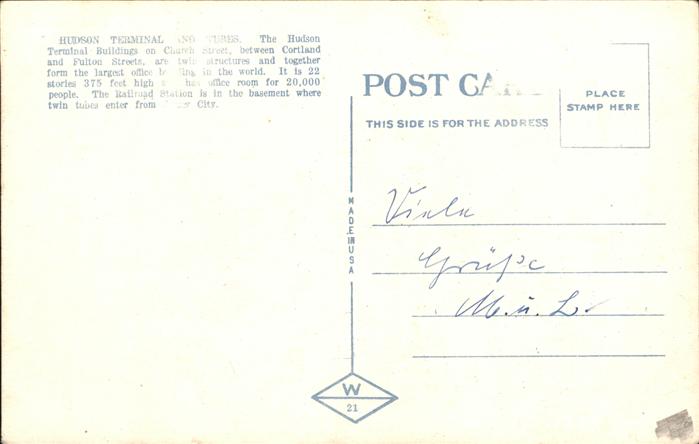 HUDSON TERMINAL AND TUBES. The Hudson
Terminal Buildings on Church Street, between Cortland
and Fulton Streets, are twin structures and together
form the largest office building in the world. It is 22
stories 375 feet high has office room for 20,000
people. The Railroad Station is in the basement where
twin tubes enter from City.
POST CARD
THIS SIDE IS FOR THE ADDRESS
PLACE
STAMP HERE
MADE IN USA
Viele
Grüße
M. u. L.
W
21